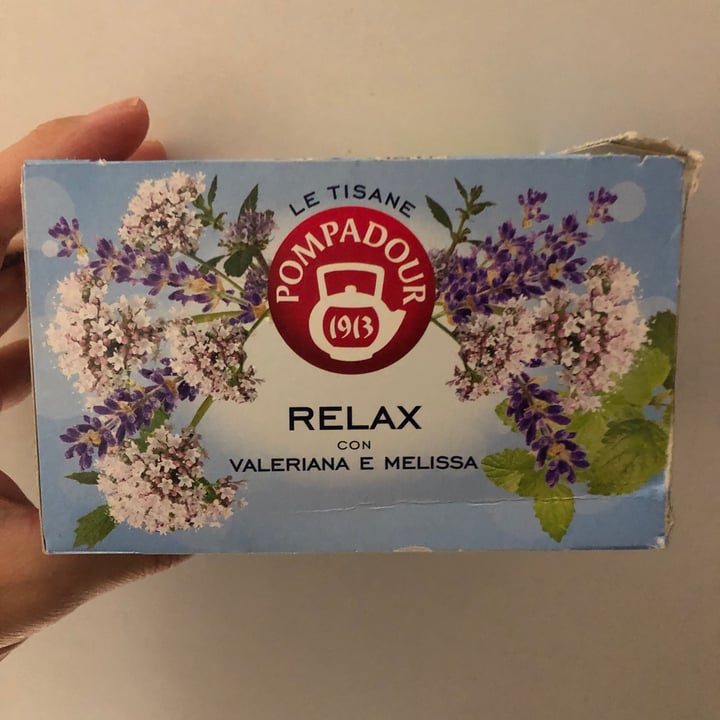 LE TISANE
POMPADOUR
1913
RELAX
CON
VALERIANA E MELISSA